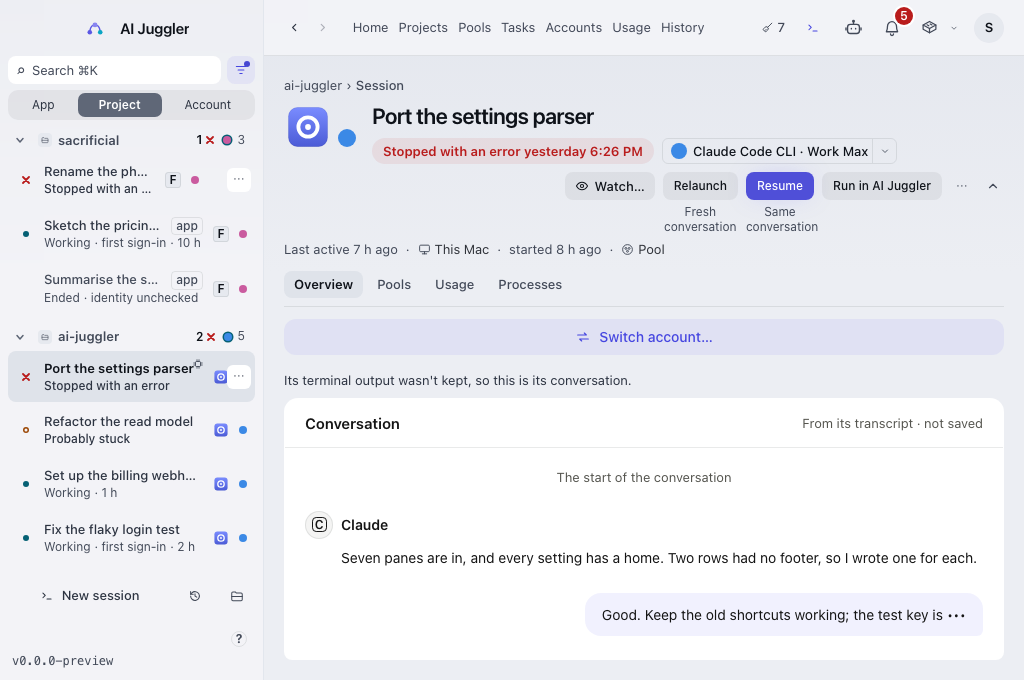 AI Juggler
Search ⌘K
App
Project
Account
sacrificial
1
3
Rename the ph...
F
Stopped with an ...
Sketch the pricin...
app
F
Working · first sign-in · 10 h
Summarise the s...
app
F
Ended · identity unchecked
ai-juggler
2
5
Port the settings parser
Stopped with an error
Refactor the read model
Probably stuck
Set up the billing webh...
Working · 1 h
Fix the flaky login test
Working · first sign-in · 2 h
New session
?
v0.0.0-preview
Home
Projects
Pools
Tasks
Accounts
Usage
History
7
5
S
ai-juggler › Session
Port the settings parser
Stopped with an error yesterday 6:26 PM
Claude Code CLI · Work Max
Watch...
Relaunch
Resume
Run in AI Juggler
Fresh conversation
Same conversation
Last active 7 h ago · This Mac · started 8 h ago · Pool
Overview
Pools
Usage
Processes
Switch account...
Its terminal output wasn't kept, so this is its conversation.
Conversation
From its transcript · not saved
The start of the conversation
C
Claude
Seven panes are in, and every setting has a home. Two rows had no footer, so I wrote one for each.
Good. Keep the old shortcuts working; the test key is •••